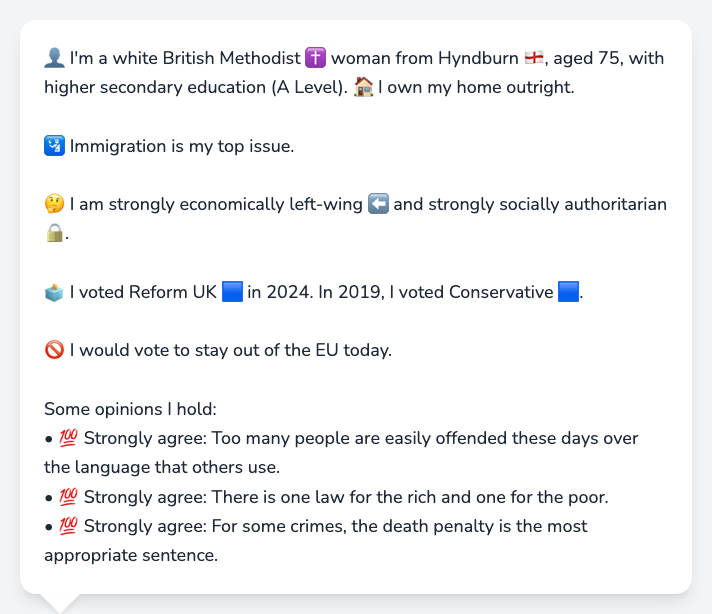 👤 I'm a white British Methodist ✝️ woman from Hyndburn 🏴󠁧󠁢󠁥󠁮󠁧󠁿, aged 75, with
higher secondary education (A Level). 🏠 I own my home outright.
🛂 Immigration is my top issue.
🤔 I am strongly economically left-wing ⬅️ and strongly socially authoritarian
🔒.
🗳️ I voted Reform UK 🟦 in 2024. In 2019, I voted Conservative 🟦.
🚫 I would vote to stay out of the EU today.
Some opinions I hold:
• 💯 Strongly agree: Too many people are easily offended these days over
the language that others use.
• 💯 Strongly agree: There is one law for the rich and one for the poor.
• 💯 Strongly agree: For some crimes, the death penalty is the most
appropriate sentence.